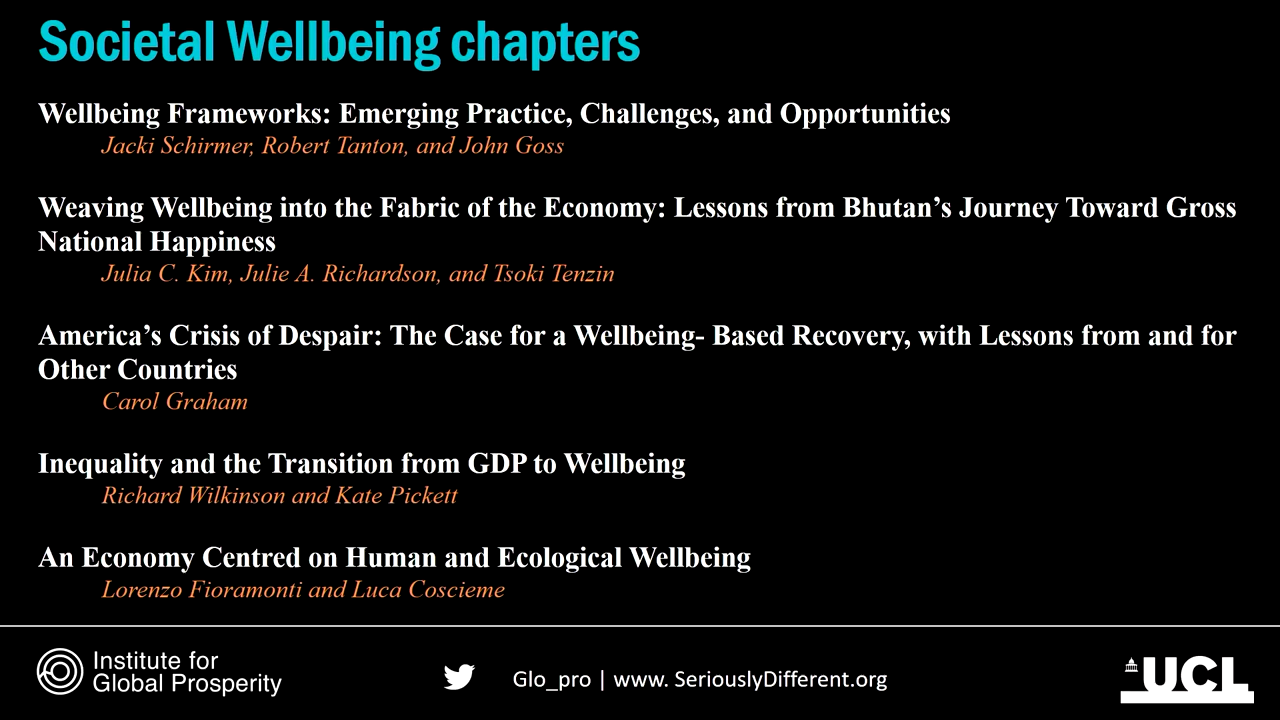 Societal Wellbeing chapters
Wellbeing Frameworks: Emerging Practice, Challenges, and Opportunities
Jacki Schirmer, Robert Tanton, and John Goss
Weaving Wellbeing into the Fabric of the Economy: Lessons from Bhutan’s Journey Toward Gross
National Happiness
Julia C. Kim, Julie A. Richardson, and Tsoki Tenzin
America’s Crisis of Despair: The Case for a Wellbeing- Based Recovery, with Lessons from and for
Other Countries
Carol Graham
Inequality and the Transition from GDP to Wellbeing
Richard Wilkinson and Kate Pickett
An Economy Centred on Human and Ecological Wellbeing
Lorenzo Fioramonti and Luca Coscieme
Institute for
Global Prosperity
Glo_pro | www. SeriouslyDifferent.org
UCL